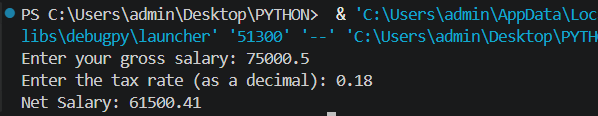 PS C:\Users\admin\Desktop\PYTHON>  & 'C:\Users\admin\AppData\Loc
libs\debugpy\launcher' '51300' '--' 'C:\Users\admin\Desktop\PYTH
Enter your gross salary: 75000.5
Enter the tax rate (as a decimal): 0.18
Net Salary: 61500.41